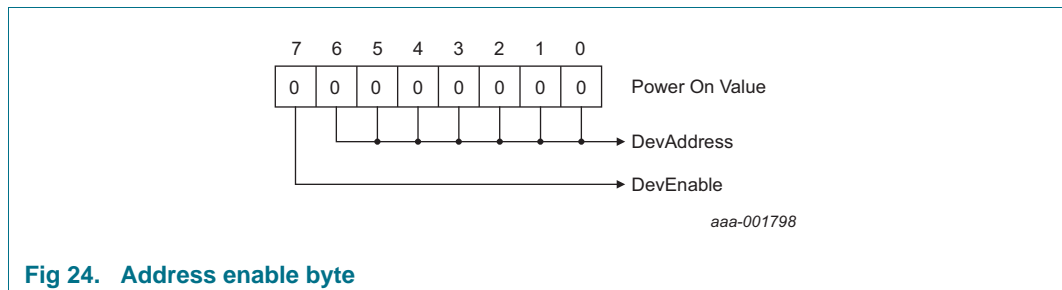 7 6 5 4 3 2 1 0
0 0 0 0 0 0 0 0 Power On Value
DevAddress
DevEnable
aaa-001798
Fig 24. Address enable byte